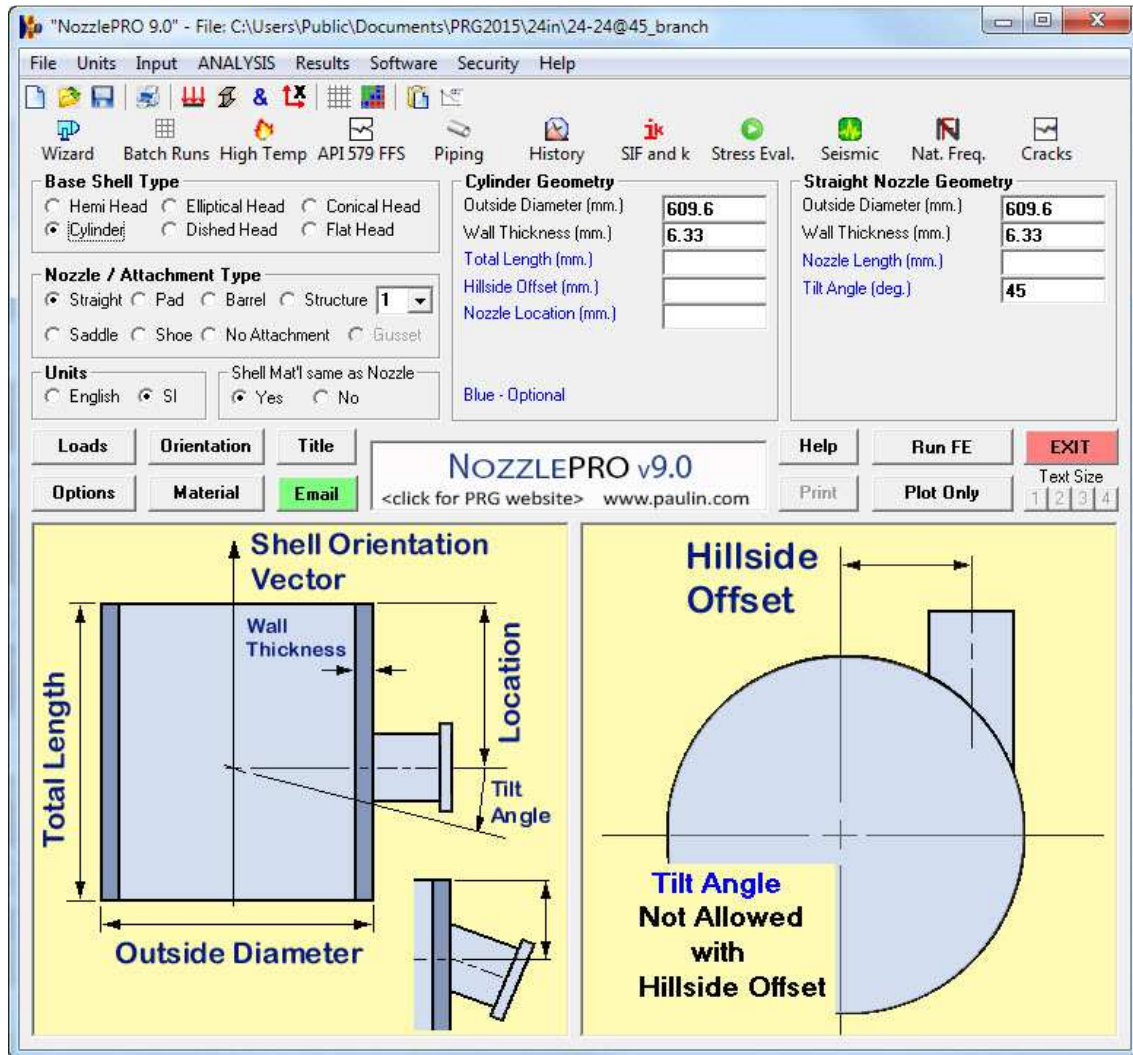 "NozzlePRO 9.0" - File: C:\Users\Public\Documents\PRG2015\24in\24-24@45_branch
File Units Input ANALYSIS Results Software Security Help
Wizard Batch Runs High Temp API 579 FFS Piping History SIF and k Stress Eval. Seismic Nat. Freq. Cracks
Base Shell Type
Hemi Head Elliptical Head Conical Head
Cylinder Dished Head Flat Head
Nozzle / Attachment Type
Straight Pad Barrel Structure 1
Saddle Shoe No Attachment Gusset
Units
English SI
Shell Mat'l same as Nozzle
Yes No
Cylinder Geometry
Outside Diameter (mm.) 609.6
Wall Thickness (mm.) 6.33
Total Length (mm.)
Hillside Offset (mm.)
Nozzle Location (mm.)
Blue - Optional
Straight Nozzle Geometry
Outside Diameter (mm.) 609.6
Wall Thickness (mm.) 6.33
Nozzle Length (mm.)
Tilt Angle (deg.) 45
Loads Orientation Title
Options Material Email
NOZZLEPRO v9.0
<click for PRG website> www.paulin.com
Help Run FE EXIT
Print Plot Only Text Size
1 2 3 4
Shell Orientation
Vector
Wall
Thickness
Location
Total Length
Tilt
Angle
Outside Diameter
Hillside
Offset
Tilt Angle
Not Allowed
with
Hillside Offset